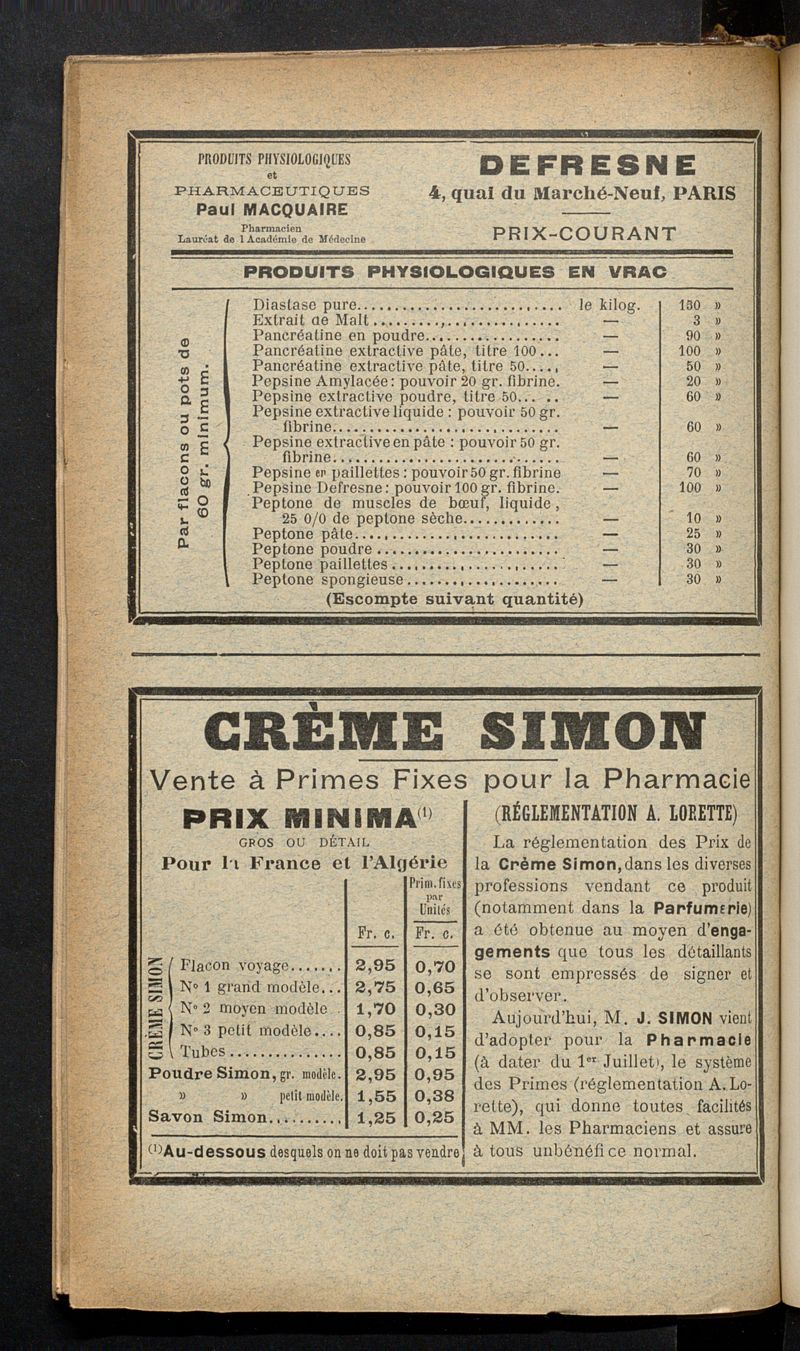 PRODUITS PHYSIOLOGIQUES
et
PHARMACEUTIQUES
Paul MACQUAIRE
Pharmacien
Lauréat de l Académie de Médecine
DEFRESNE
4, quai du Marché-Neuf, PARIS
PRIX-COURANT
PRODUITS PHYSIOLOGIQUES EN VRAC
Par flacons ou pots de
60 gr. minimum.
Diastase pure........................ le kilog. 130 »
Extrait de Malt........................ — 3 »
Pancréatine en poudre.................. — 90 »
Pancréatine extractive pâte, titre 100... — 100 »
Pancréatine extractive pâte, titre 50..... — 50 »
Pepsine Amylacée: pouvoir 20 gr. fibrine. — 20 »
Pepsine extractive poudre, titre 50... .. — 60 »
Pepsine extractive liquide : pouvoir 50 gr.
fibrine............................. — 60 »
Pepsine extractive en pâte : pouvoir 50 gr.
fibrine............................. — 60 »
Pepsine en paillettes : pouvoir 50 gr. fibrine — 70 »
Pepsine Defresne: pouvoir 100 gr. fibrine. — 100 »
Peptone de muscles de bœuf, liquide,
25 0/0 de peptone sèche............. — 10 »
Peptone pâte.......................... — 25 »
Peptone poudre........................ — 30 »
Peptone paillettes...................... — 30 »
Peptone spongieuse.................... — 30 »
(Escompte suivant quantité)
CRÈME SIMON
Vente à Primes Fixes pour la Pharmacie
PRIX MINIMA(1)
GROS OU DÉTAIL
Pour la France et l'Algérie
Prim. fixes
par
Unités
Fr. c. Fr. c.
CRÈME SIMON
Flacon voyage....... 2,95 0,70
N° 1 grand modèle... 2,75 0,65
N° 2 moyen modèle.. 1,70 0,30
N° 3 petit modèle.... 0,85 0,15
Tubes............... 0,85 0,15
Poudre Simon, gr. modèle. 2,95 0,95
» » petit modèle. 1,55 0,38
Savon Simon.......... 1,25 0,25
(1) Au-dessous desquels on ne doit pas vendre
(RÉGLEMENTATION A. LORETTE)
La réglementation des Prix de
la Crème Simon, dans les diverses
professions vendant ce produit
(notamment dans la Parfumerie)
a été obtenue au moyen d'enga-
gements que tous les détaillants
se sont empressés de signer et
d'observer.
Aujourd'hui, M. J. SIMON vient
d'adopter pour la Pharmacie
(à dater du 1er Juillet), le système
des Primes (réglementation A. Lo-
rette), qui donne toutes facilités
à MM. les Pharmaciens et assure
à tous un bénéfice normal.